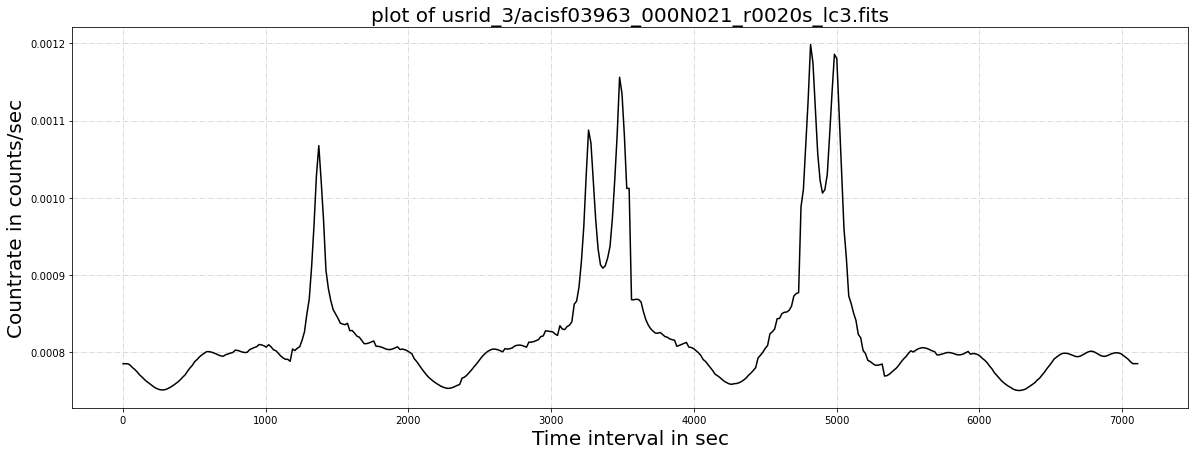 plot of usrid_3/acisf03963_000N021_r0020s_lc3.fits
Countrate in counts/sec
0.0012
0.0011
0.0010
0.0009
0.0008
0 1000 2000 3000 4000 5000 6000 7000
Time interval in sec